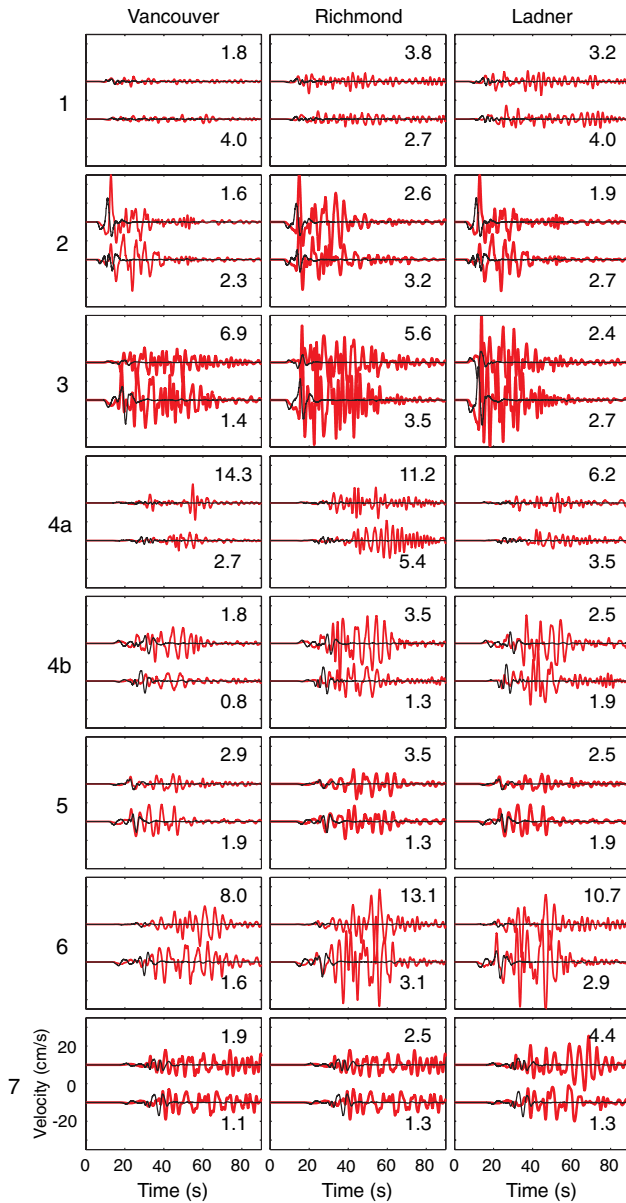 Vancouver Richmond Ladner
1.8 3.8 3.2
1
4.0 2.7 4.0
1.6 2.6 1.9
2
2.3 3.2 2.7
6.9 5.6 2.4
3
1.4 3.5 2.7
14.3 11.2 6.2
4a
2.7 5.4 3.5
1.8 3.5 2.5
4b
0.8 1.3 1.9
2.9 3.5 2.5
5
1.9 1.3 1.9
8.0 13.1 10.7
6
1.6 3.1 2.9
1.9 2.5 4.4
7
Velocity (cm/s)
20
0
-20
1.1 1.3 1.3
0 20 40 60 80 0 20 40 60 80 0 20 40 60 80
Time (s) Time (s) Time (s)